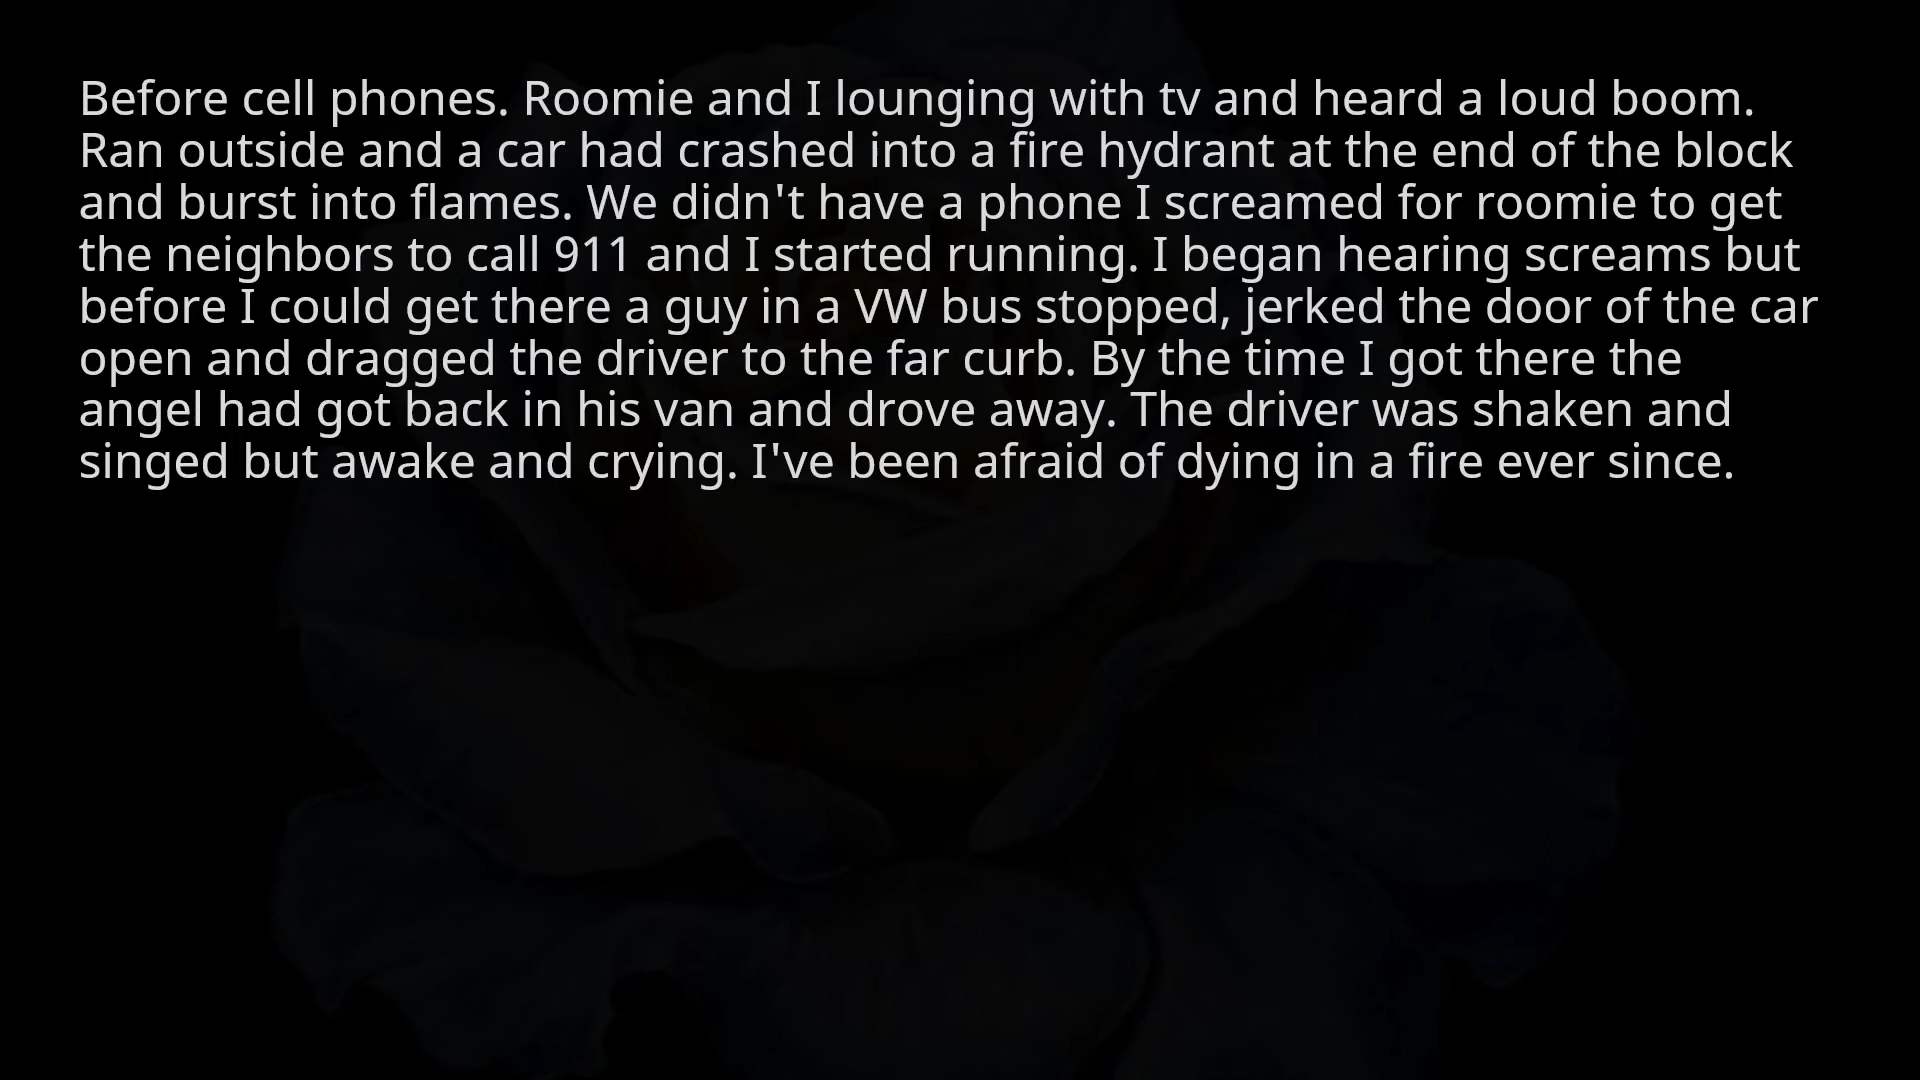 Before cell phones. Roomie and I lounging with tv and heard a loud boom.
Ran outside and a car had crashed into a fire hydrant at the end of the block
and burst into flames. We didn't have a phone I screamed for roomie to get
the neighbors to call 911 and I started running. I began hearing screams but
before I could get there a guy in a VW bus stopped, jerked the door of the car
open and dragged the driver to the far curb. By the time I got there the
angel had got back in his van and drove away. The driver was shaken and
singed but awake and crying. I've been afraid of dying in a fire ever since.